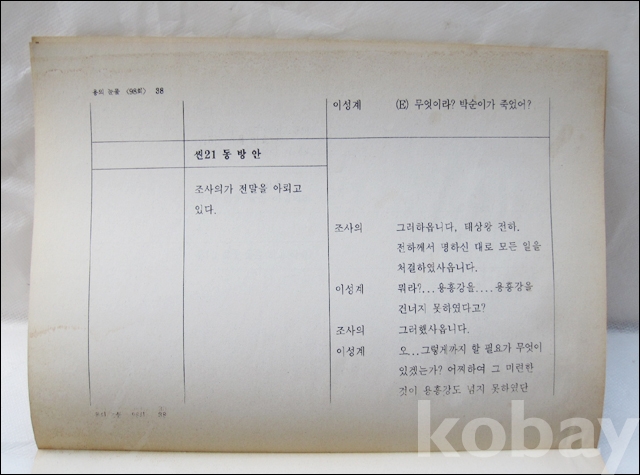 용의 눈물 (98회) 38
이성계 (E) 무엇이라? 박순이가 죽었어?
씬21 동 방 안
조사의가 전말을 아뢰고
있다.
조사의 그러하옵니다, 태상왕 전하.
전하께서 명하신 대로 모든 일을
처결하였사옵니다.
이성계 뭐라?...용흥강을....용흥강을
건너지 못하였다고?
조사의 그러했사옵니다.
이성계 오...그렇게까지 할 필요가 무엇이
있겠는가? 어찌하여 그 미련한
것이 용흥강도 넘지 못하였단
kobay